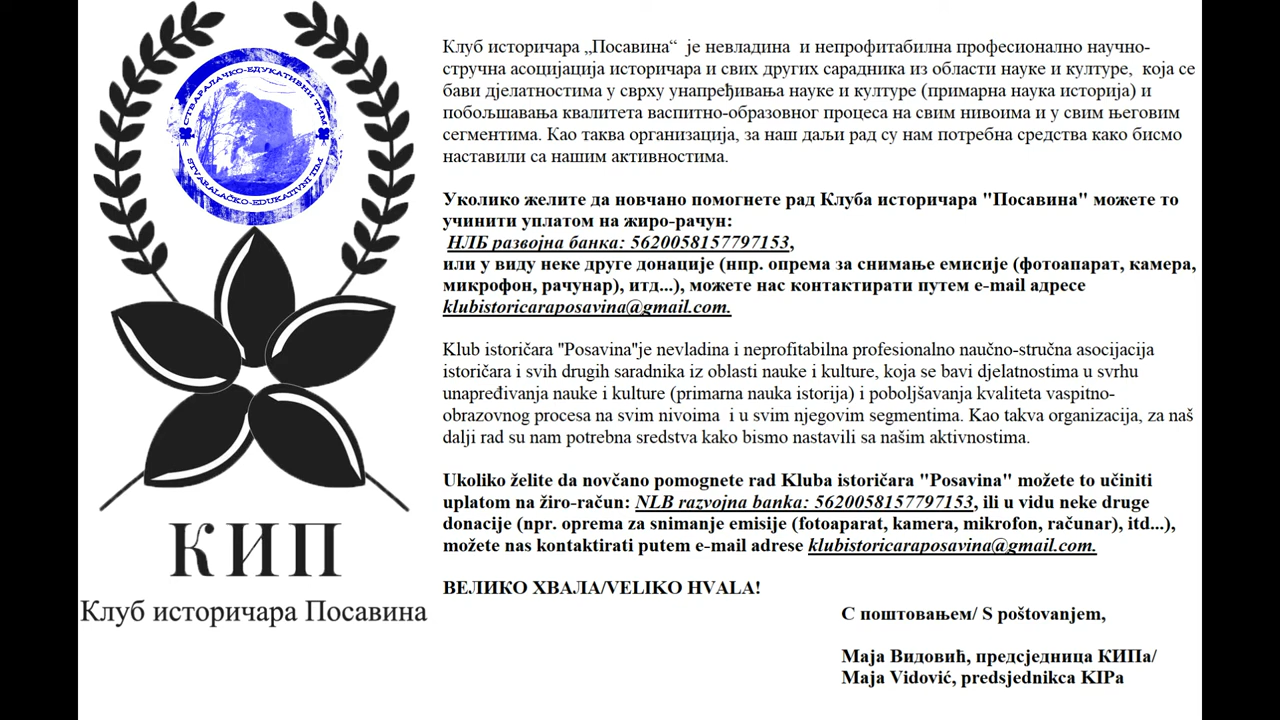 СТВАРАЛАЧКО-ЕДУКАТИВНИ ТИМ
STVARALAČKO-EDUKATIVNI TIM
КИП
Клуб историчара Посавина
Клуб историчара „Посавина“ је невладина и непрофитабилна професионално научно-
стручна асоцијација историчара и свих других сарадника из области науке и културе, која се
бави дјелатностима у сврху унапређивања науке и културе (примарна наука историја) и
побољшавања квалитета васпитно-образовног процеса на свим нивоима и у свим његовим
сегментима. Као таква организација, за наш даљи рад су нам потребна средства како бисмо
наставили са нашим активностима.
Уколико желите да новчано помогнете рад Клуба историчара "Посавина" можете то
учинити уплатом на жиро-рачун:
НЛБ развојна банка: 5620058157797153,
или у виду неке друге донације (нпр. опрема за снимање емисије (фотоапарат, камера,
микрофон, рачунар), итд...), можете нас контактирати путем e-mail адресе
klubistoricaraposavina@gmail.com.
Klub istoričara "Posavina"je nevladina i neprofitabilna profesionalno naučno-stručna asocijacija
istoričara i svih drugih saradnika iz oblasti nauke i kulture, koja se bavi djelatnostima u svrhu
unapređivanja nauke i kulture (primarna nauka istorija) i poboljšavanja kvaliteta vaspitno-
obrazovnog procesa na svim nivoima i u svim njegovim segmentima. Kao takva organizacija, za naš
dalji rad su nam potrebna sredstva kako bismo nastavili sa našim aktivnostima.
Ukoliko želite da novčano pomognete rad Kluba istoričara "Posavina" možete to učiniti
uplatom na žiro-račun: NLB razvojna banka: 5620058157797153, ili u vidu neke druge
donacije (npr. oprema za snimanje emisije (fotoaparat, kamera, mikrofon, računar), itd...),
možete nas kontaktirati putem e-mail adrese klubistoricaraposavina@gmail.com.
ВЕЛИКО ХВАЛА/VELIKO HVALA!
С поштовањем/ S poštovanjem,
Маја Видовић, предсједница КИПа/
Maja Vidović, predsjednikca KIPa